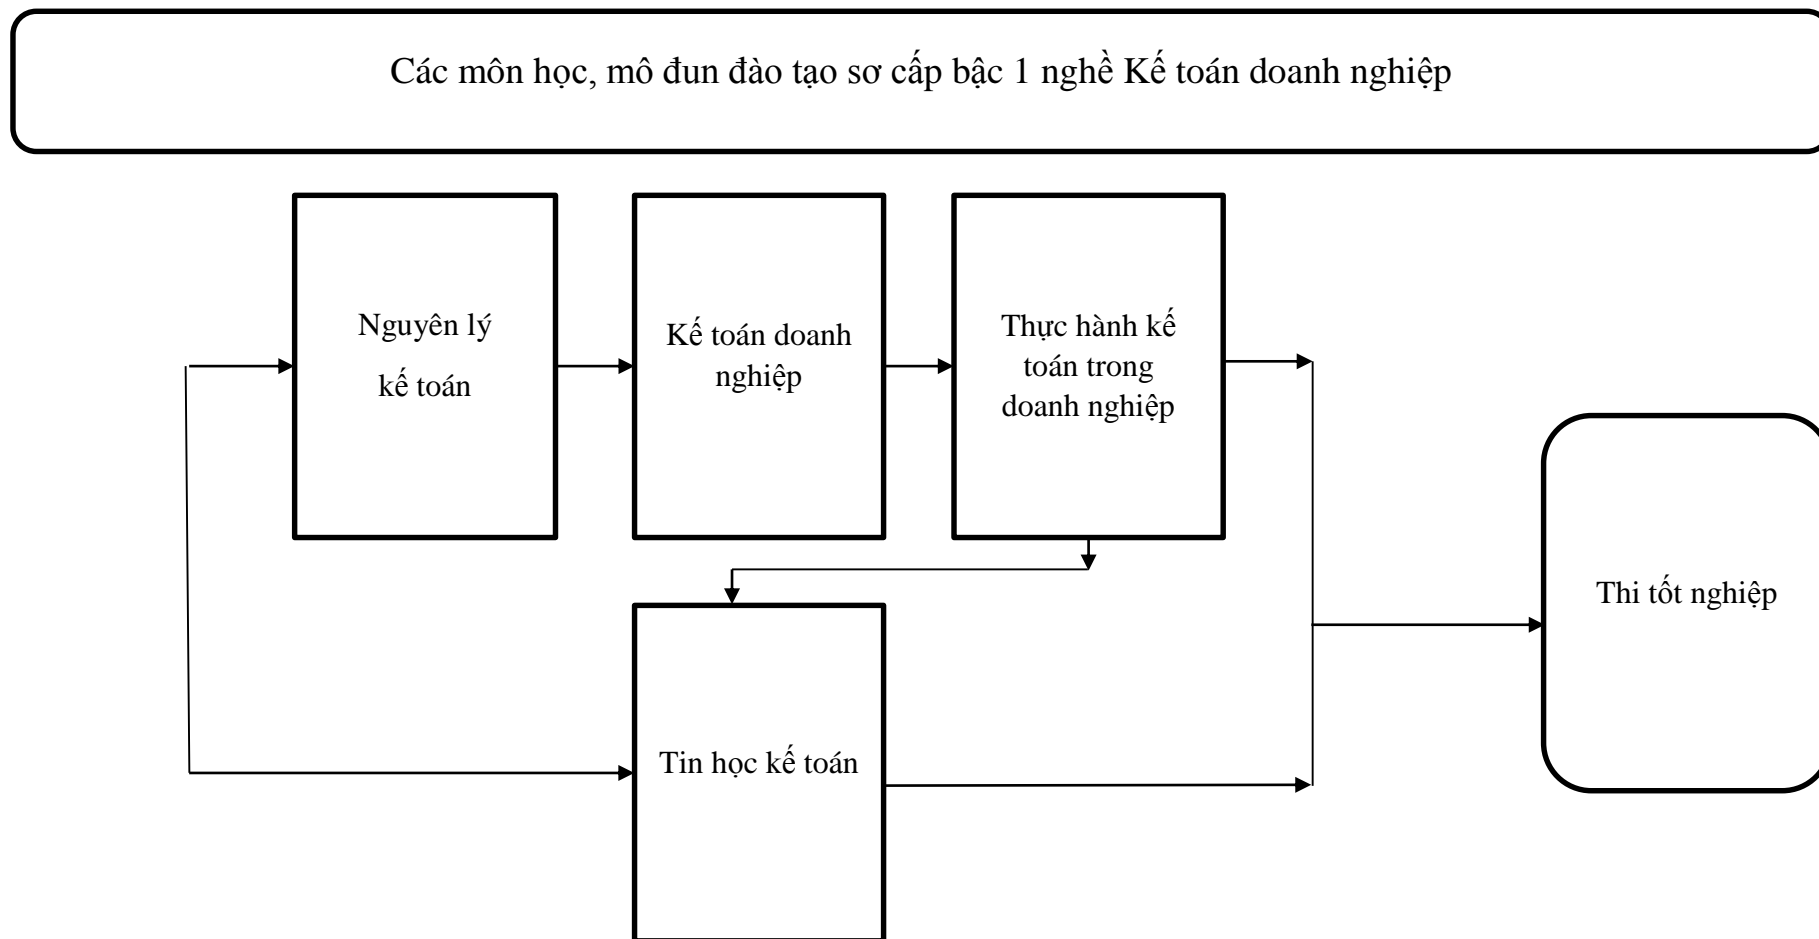 Các môn học, mô đun đào tạo sơ cấp bậc 1 nghề Kế toán doanh nghiệp
Nguyên lý
kế toán
Kế toán doanh
nghiệp
Thực hành kế
toán trong
doanh nghiệp
Thi tốt nghiệp
Tin học kế toán